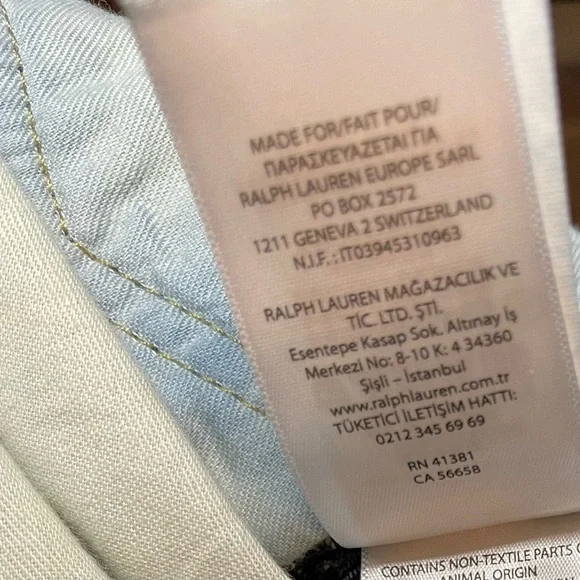 MADE FOR/FAIT POUR/
ΠΑΡΑΣΚΕΥΑΖΕΤΑΙ ΓΙΑ
RALPH LAUREN EUROPE SARL
PO BOX 2572
1211 GENEVA 2 SWITZERLAND
N.I.F.: IT03945310963
RALPH LAUREN MAĞAZACILIK VE
TİC. LTD. ŞTİ.
Esentepe Kasap Sok. Altınay İş
Merkezi No: 8-10 K: 4 34360
Şişli – İstanbul
www.ralphlauren.com.tr
TÜKETİCİ İLETİŞİM HATTI:
0212 345 69 69
RN 41381
CA 56658
CONTAINS NON-TEXTILE PARTS
ANIMAL ORIGIN